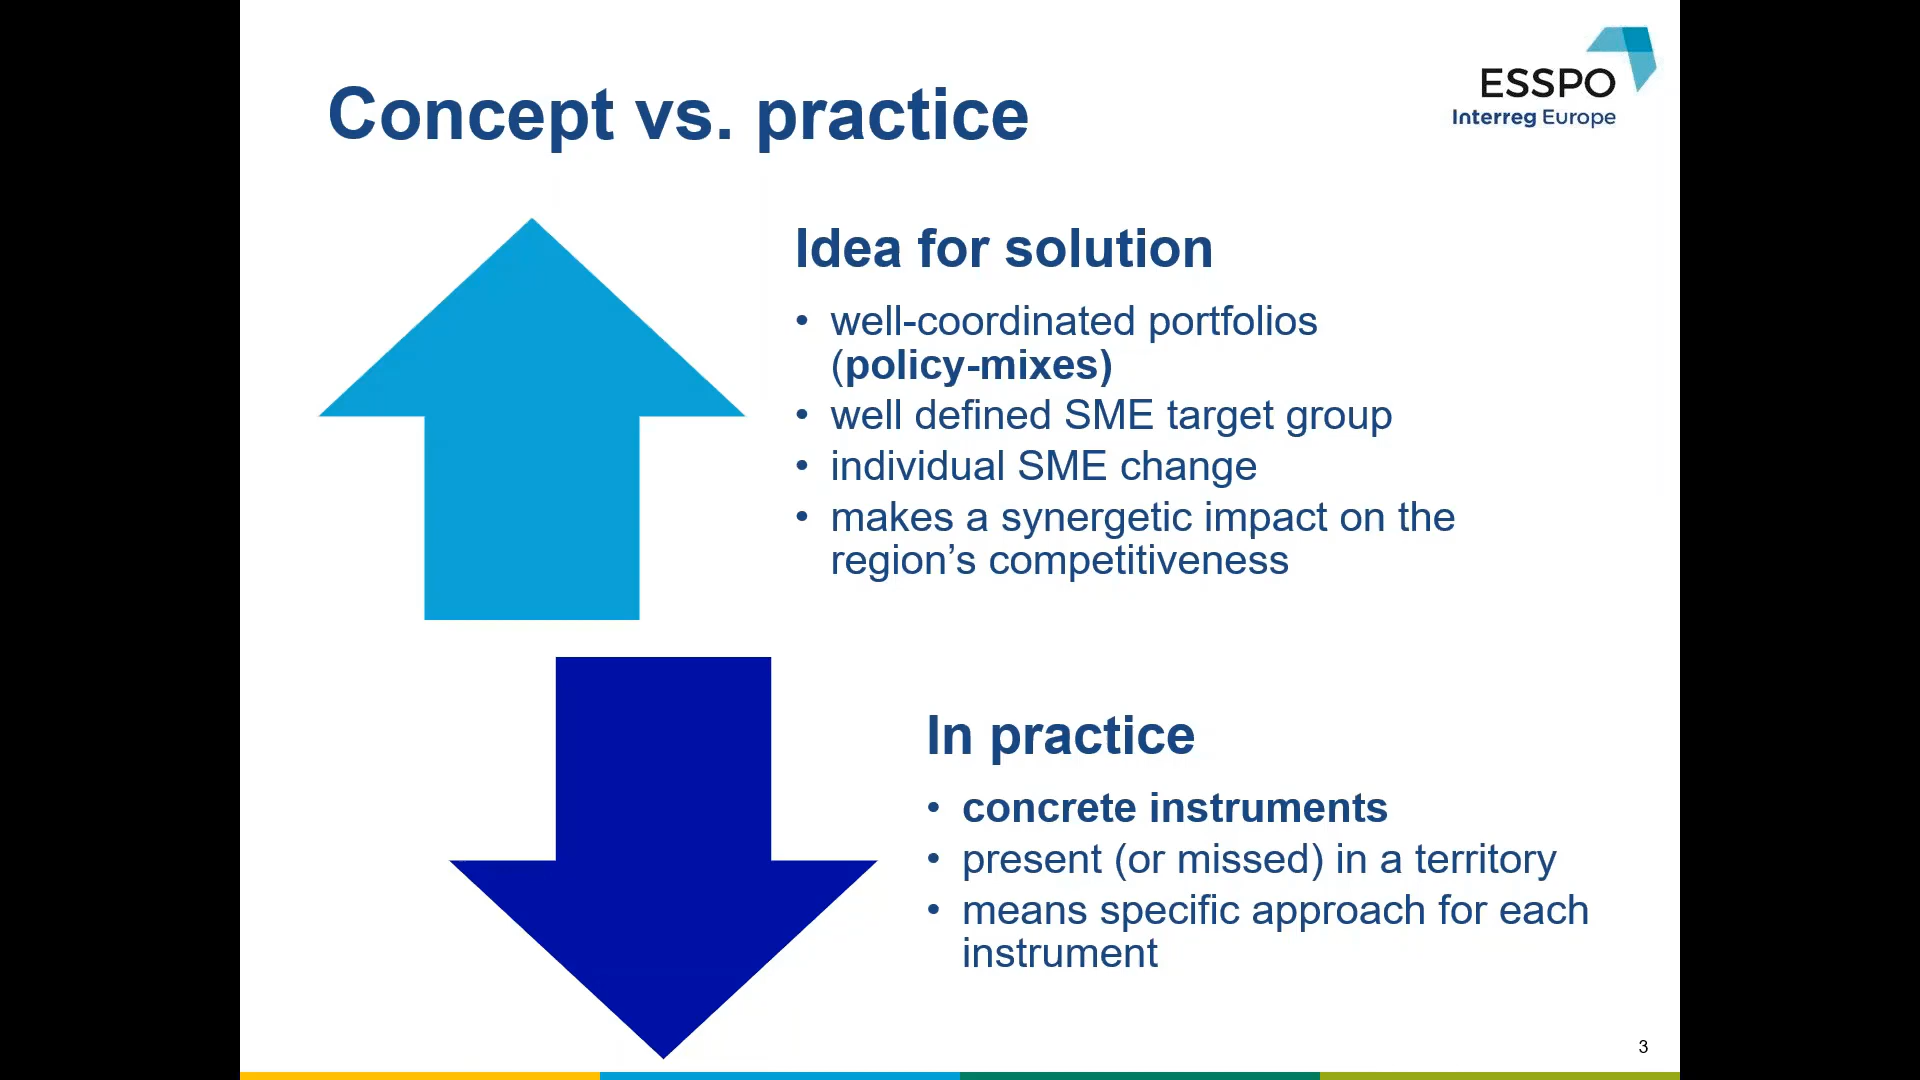 Concept vs. practice
ESSPO
Interreg Europe
Idea for solution
• well-coordinated portfolios
(policy-mixes)
• well defined SME target group
• individual SME change
• makes a synergetic impact on the
region’s competitiveness
In practice
• concrete instruments
• present (or missed) in a territory
• means specific approach for each
instrument
3